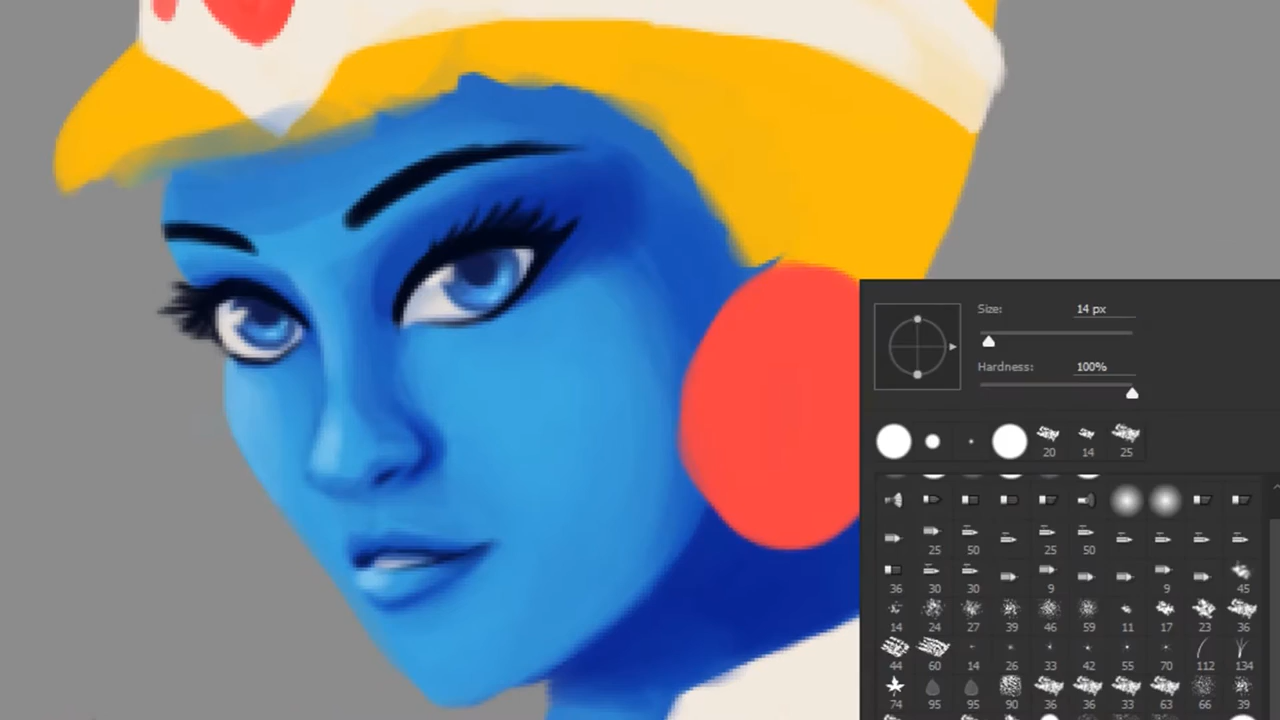 Size: 14 px
Hardness: 100%
20 14 25
25 50 25 50
36 30 30 9 9 45
14 24 27 39 46 59 11 17 23 36
44 60 14 26 33 42 55 70 112 134
74 95 95 90 36 36 33 63 66 39